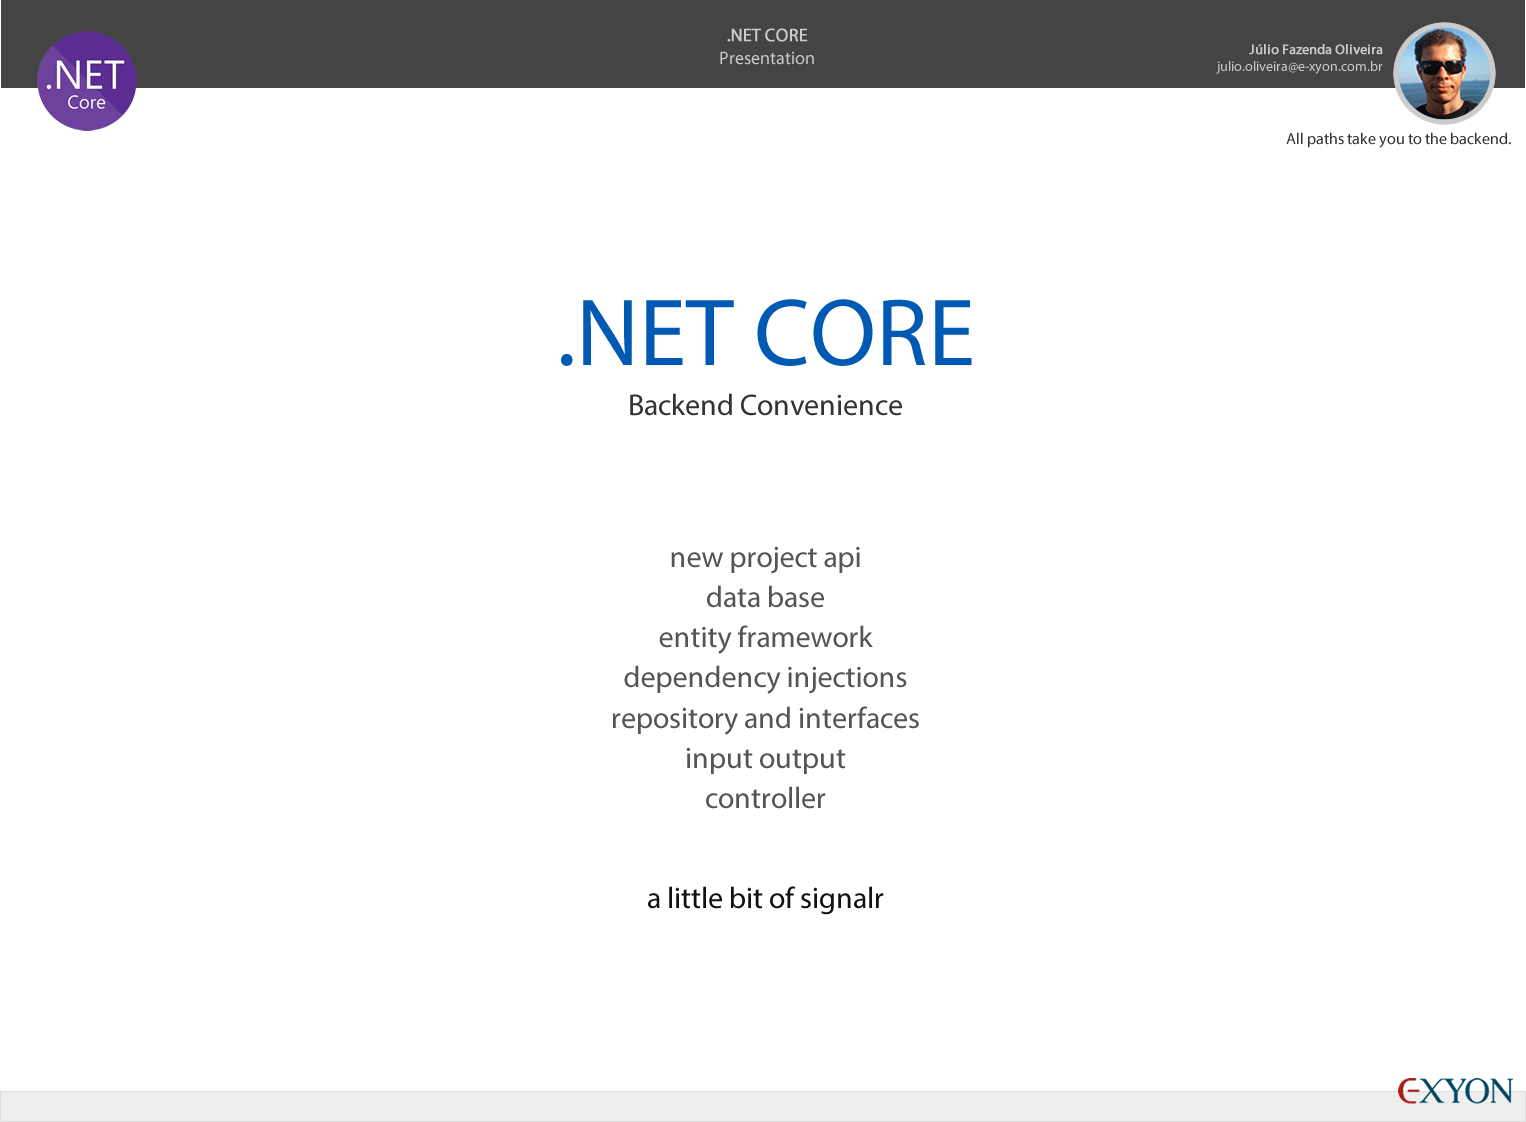 .NET
Core
.NET CORE
Presentation
Júlio Fazenda Oliveira
julio.oliveira@e-xyon.com.br
All paths take you to the backend.
.NET CORE
Backend Convenience
new project api
data base
entity framework
dependency injections
repository and interfaces
input output
controller
a little bit of signalr
E-XYON